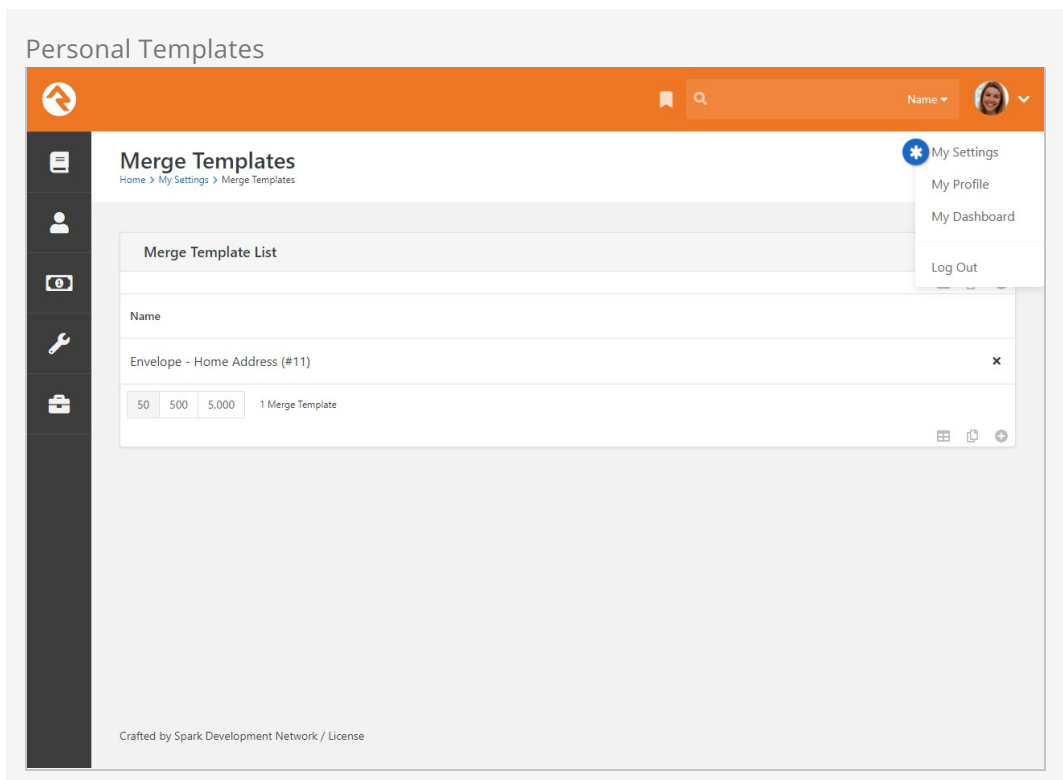 Personal Templates
Name
Merge Templates
Home > My Settings > Merge Templates
My Settings
My Profile
My Dashboard
Log Out
Merge Template List
Name
Envelope - Home Address (#11)
50 500 5,000 1 Merge Template
Crafted by Spark Development Network / License